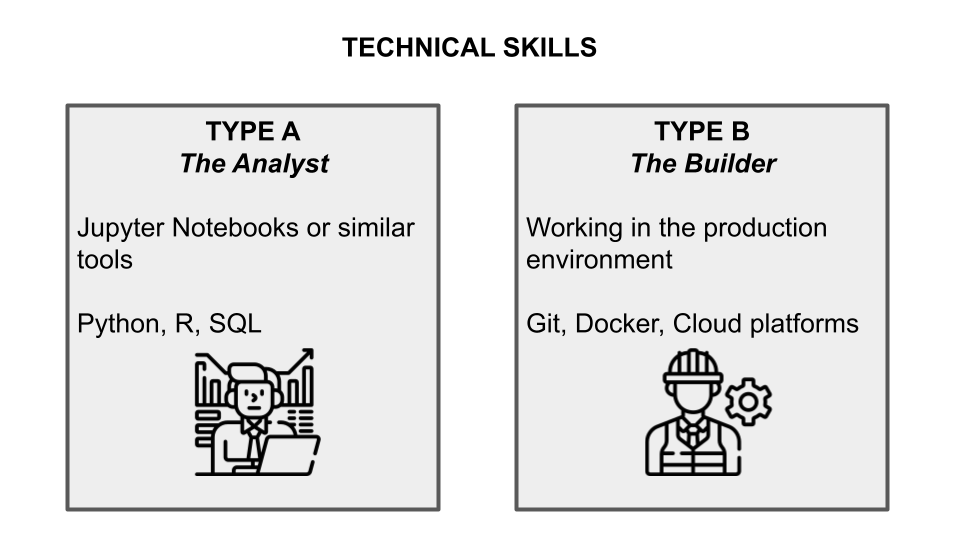 TECHNICAL SKILLS
TYPE A
The Analyst
Jupyter Notebooks or similar
tools
Python, R, SQL
TYPE B
The Builder
Working in the production
environment
Git, Docker, Cloud platforms